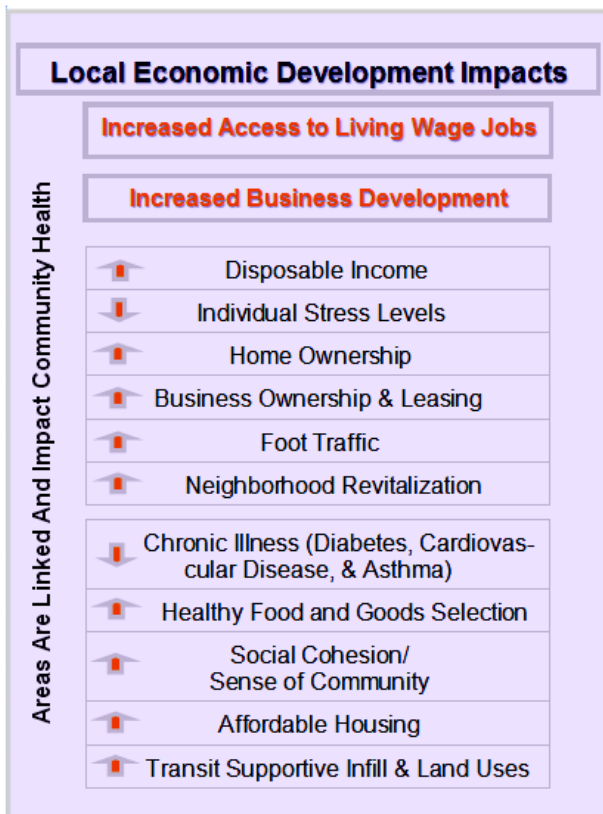 Local Economic Development Impacts
Increased Access to Living Wage Jobs
Increased Business Development
Areas Are Linked And Impact Community Health
Disposable Income
Individual Stress Levels
Home Ownership
Business Ownership & Leasing
Foot Traffic
Neighborhood Revitalization
Chronic Illness (Diabetes, Cardiovas-
cular Disease, & Asthma)
Healthy Food and Goods Selection
Social Cohesion/
Sense of Community
Affordable Housing
Transit Supportive Infill & Land Uses